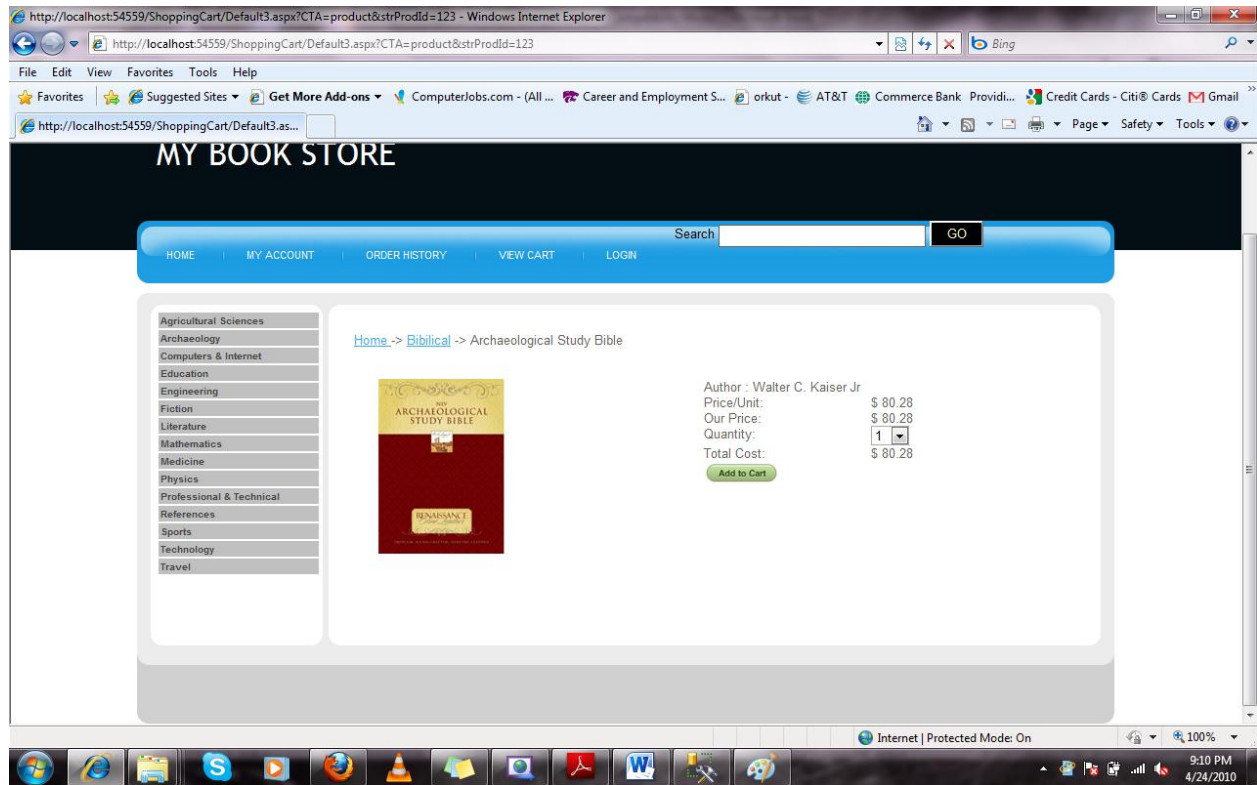 http://localhost:54559/ShoppingCart/Default3.aspx?CTA=product&strProdId=123 - Windows Internet Explorer
http://localhost:54559/ShoppingCart/Default3.aspx?CTA=product&strProdId=123 Bing
File Edit View Favorites Tools Help
Favorites Suggested Sites Get More Add-ons ComputerJobs.com - (All ... Career and Employment S... orkut - AT&T Commerce Bank Providi... Credit Cards - Citi® Cards Gmail
http://localhost:54559/ShoppingCart/Default3.as... Page Safety Tools
MY BOOK STORE
Search GO
HOME MY ACCOUNT ORDER HISTORY VIEW CART LOGIN
Agricultural Sciences
Archaeology
Computers & Internet
Education
Engineering
Fiction
Literature
Mathematics
Medicine
Physics
Professional & Technical
References
Sports
Technology
Travel
Home -> Bibilical -> Archaeological Study Bible
NIV
ARCHAEOLOGICAL
STUDY BIBLE
RENAISSANCE
Author : Walter C. Kaiser Jr
Price/Unit: $ 80.28
Our Price: $ 80.28
Quantity: 1
Total Cost: $ 80.28
Add to Cart
Internet | Protected Mode: On 100%
9:10 PM
4/24/2010